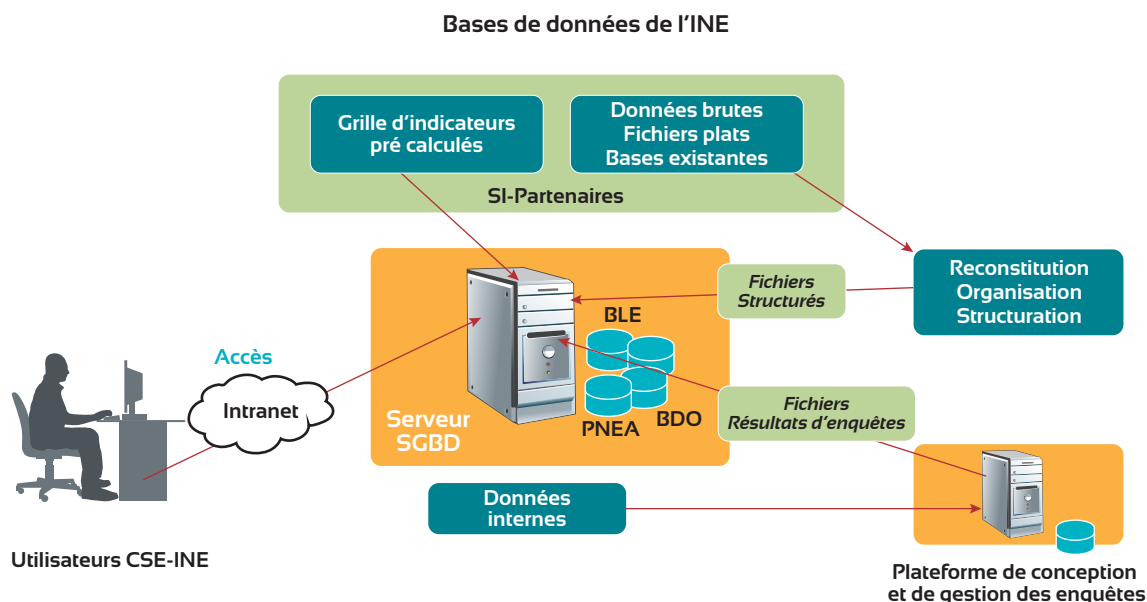 Bases de données de l'INE
Grille d'indicateurs
pré calculés
Données brutes
Fichiers plats
Bases existantes
SI-Partenaires
Reconstitution
Organisation
Structuration
Fichiers
Structurés
BLE
BDO
PNEA
Serveur
SGBD
Accès
Intranet
Fichiers
Résultats d'enquêtes
Données
internes
Utilisateurs CSE-INE
Plateforme de conception
et de gestion des enquêtes